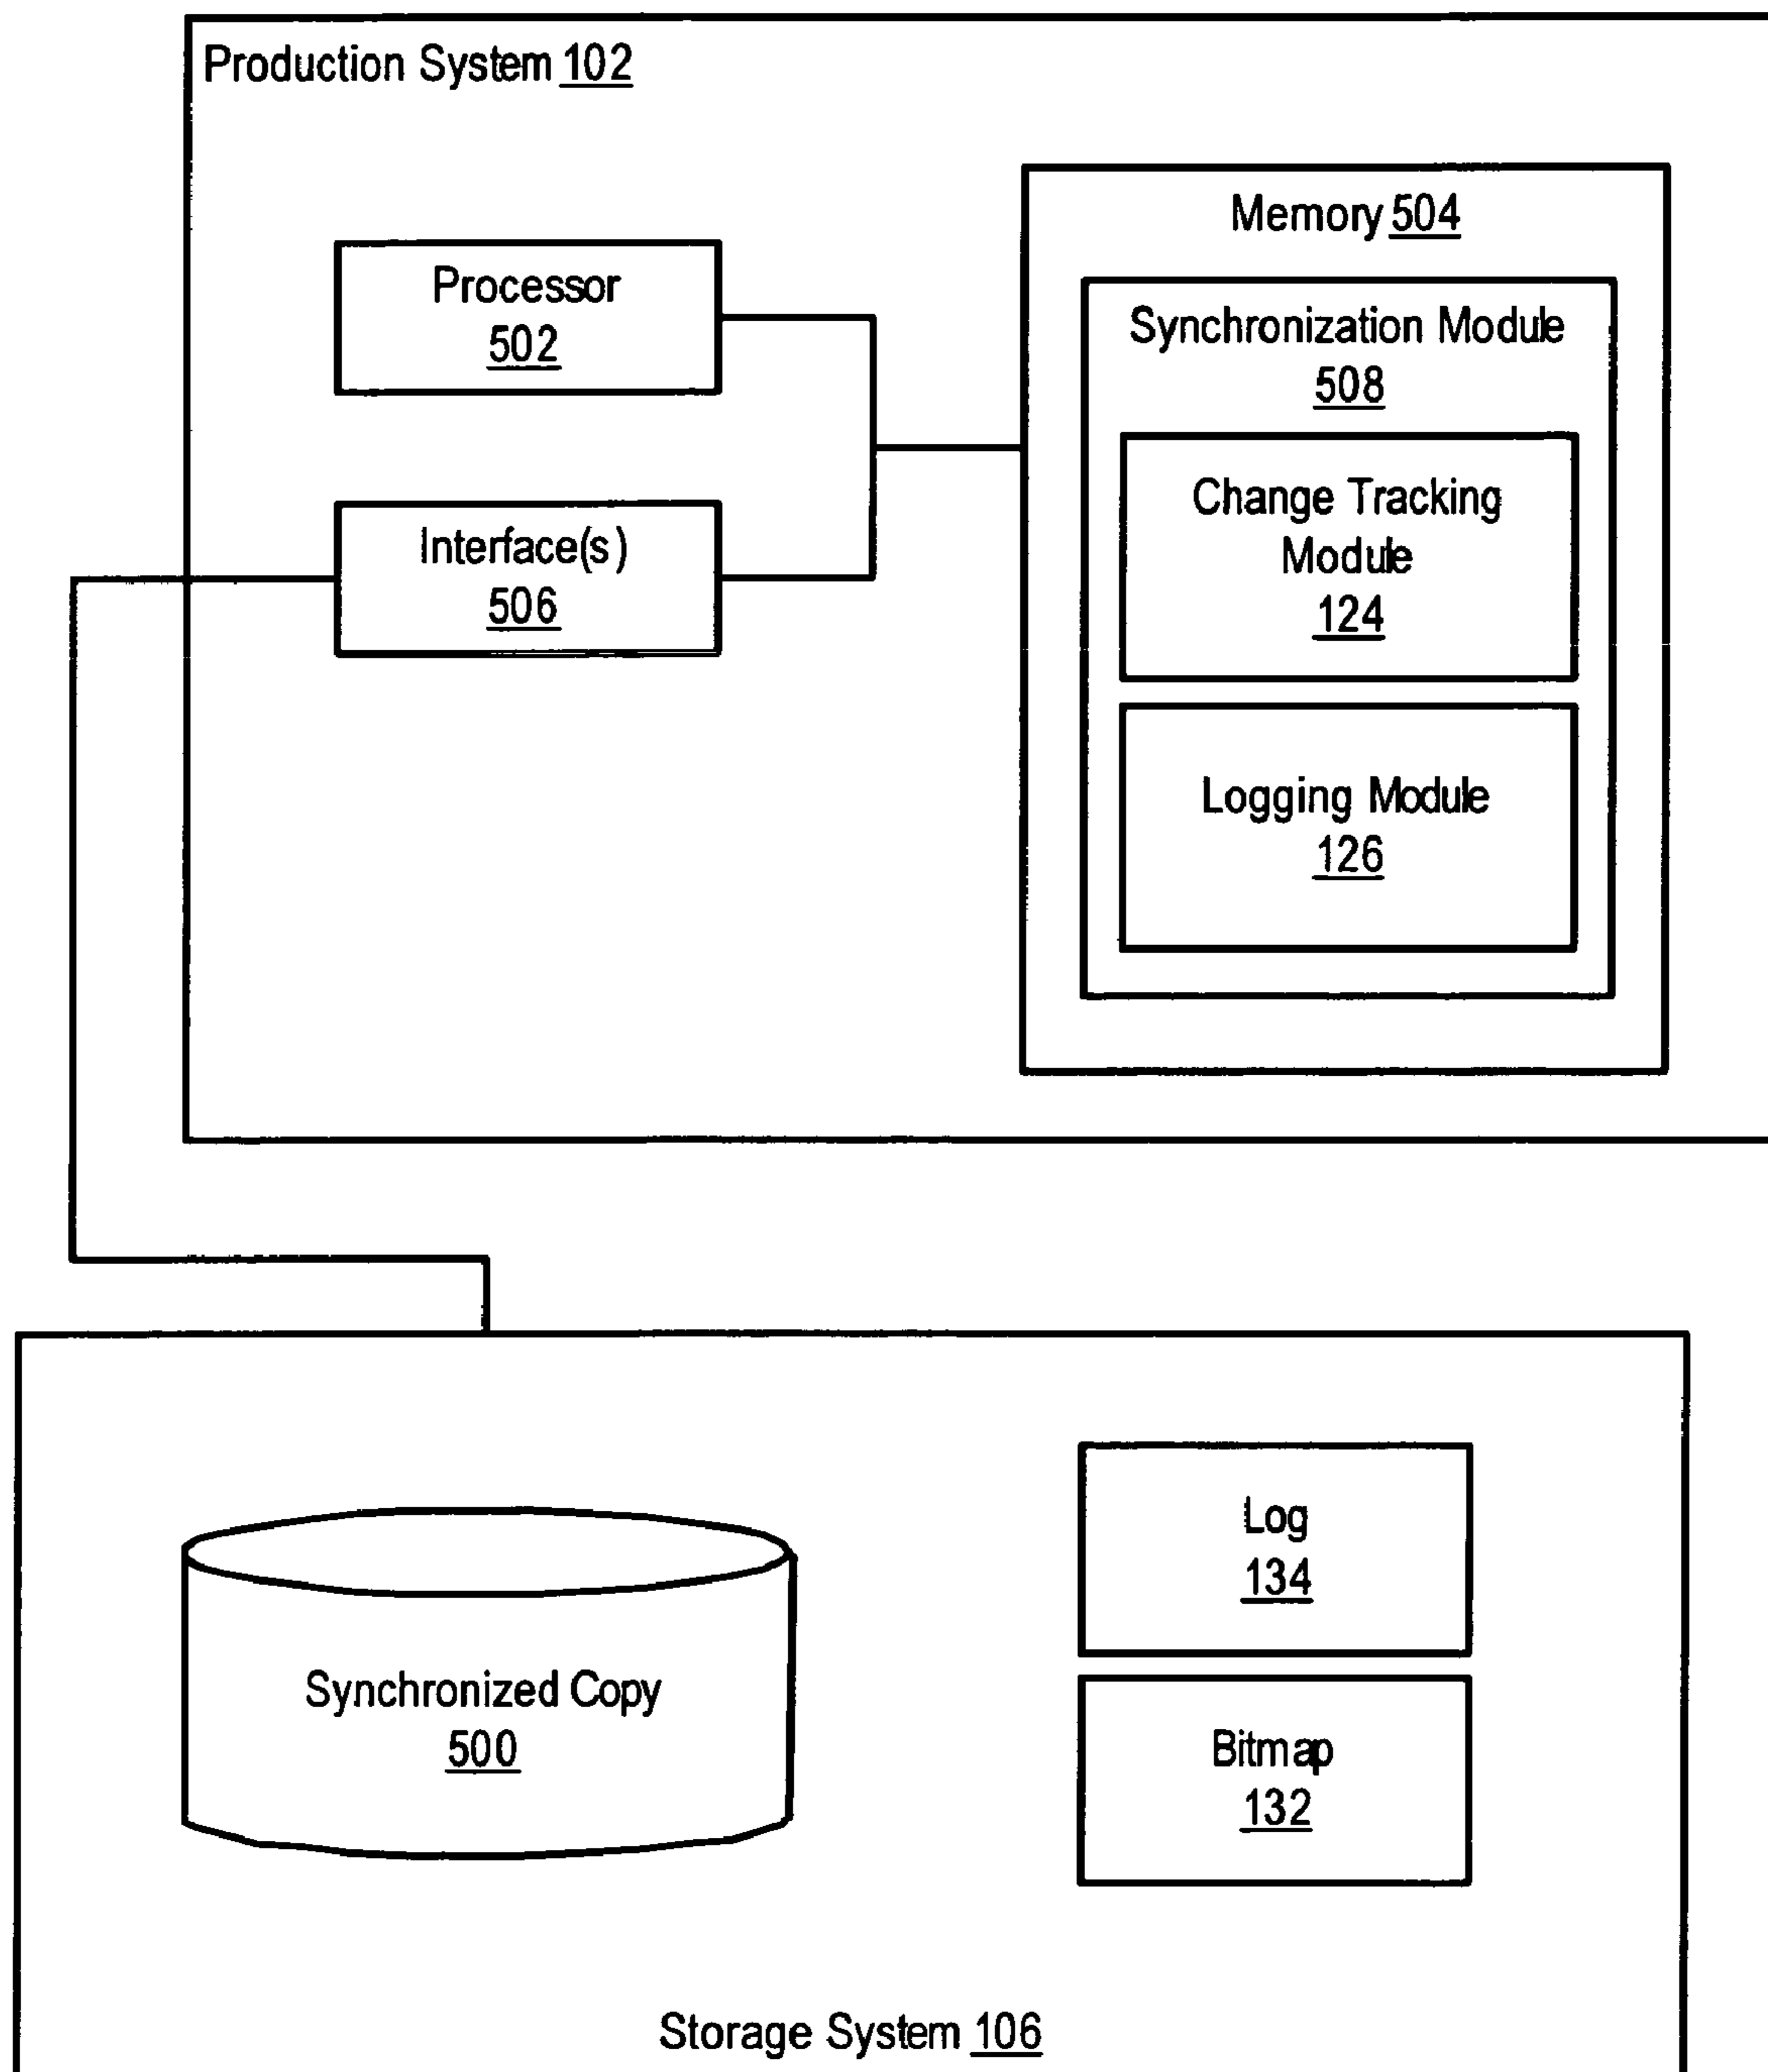 Production System 102
Memory 504
Processor
502
Synchronization Module
508
Change Tracking
Module
124
Interface(s)
506
Logging Module
126
Log
134
Synchronized Copy
500
Bitmap
132
Storage System 106